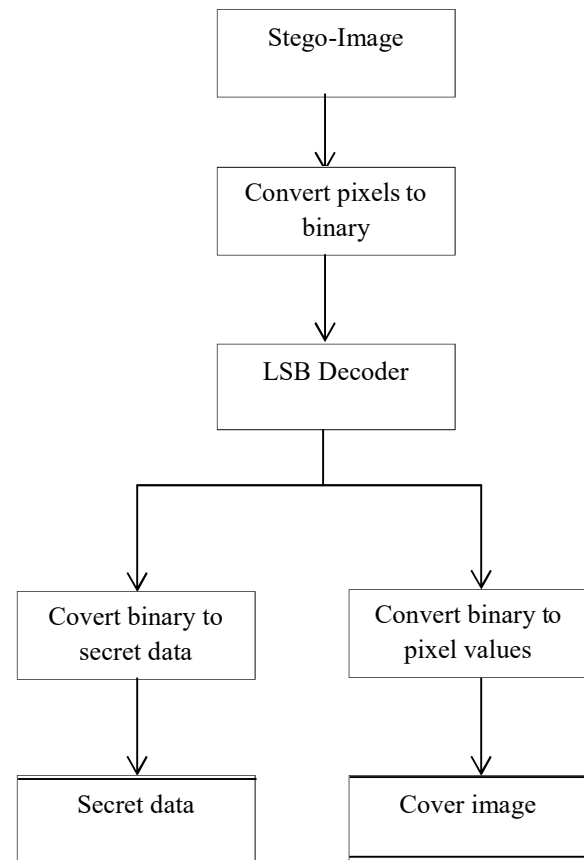 Stego-Image
Convert pixels to
binary
LSB Decoder
Covert binary to
secret data
Convert binary to
pixel values
Secret data
Cover image